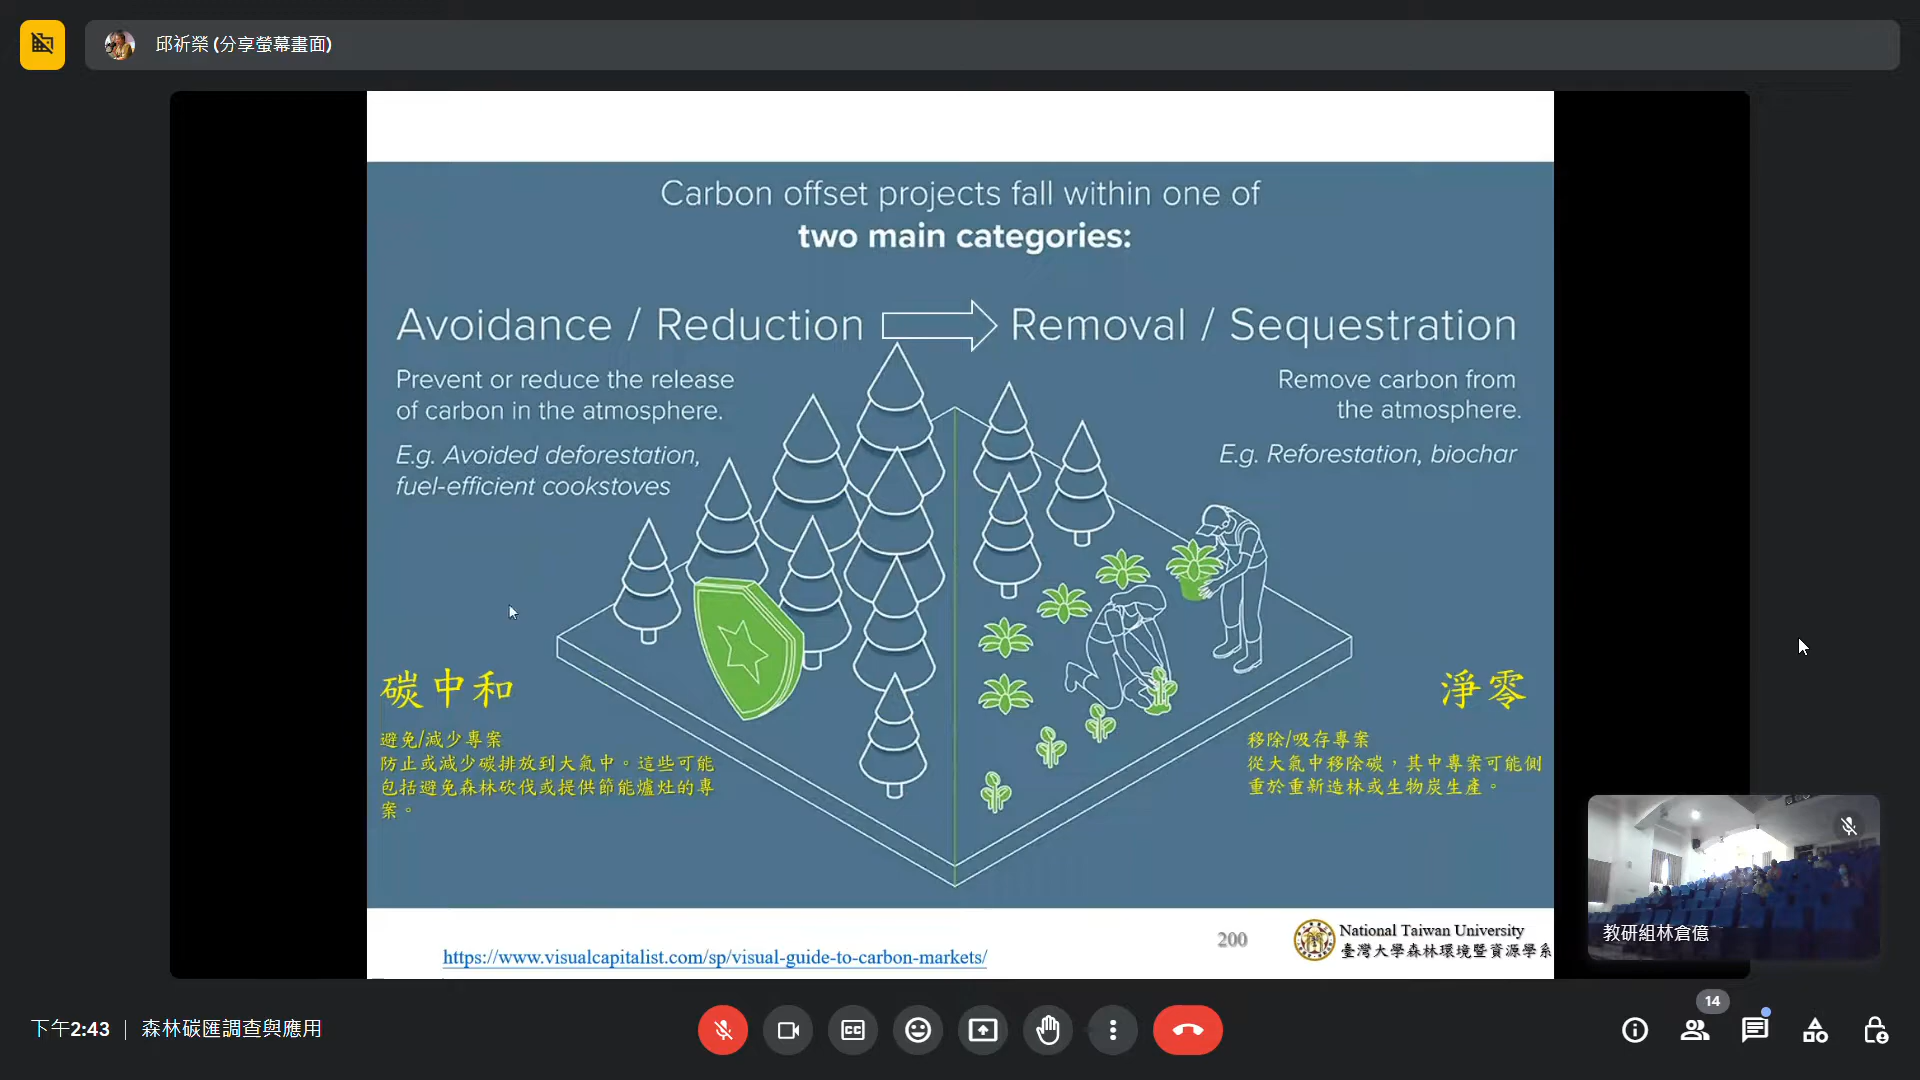 邱祈榮 (分享螢幕畫面)
Carbon offset projects fall within one of
two main categories:
Avoidance / Reduction
Removal / Sequestration
Prevent or reduce the release
of carbon in the atmosphere.
E.g. Avoided deforestation,
fuel-efficient cookstoves
Remove carbon from
the atmosphere.
E.g. Reforestation, biochar
碳中和
避免/減少專案
防止或減少碳排放到大氣中。這些可能
包括避免森林砍伐或提供節能爐灶的專
案。
淨零
移除/吸存專案
從大氣中移除碳，其中專案可能側
重於重新造林或生物炭生產。
https://www.visualcapitalist.com/sp/visual-guide-to-carbon-markets/
200
National Taiwan University
臺灣大學森林環境暨資源學系
教研組林倉億
下午2:43 | 森林碳匯調查與應用
CC
14